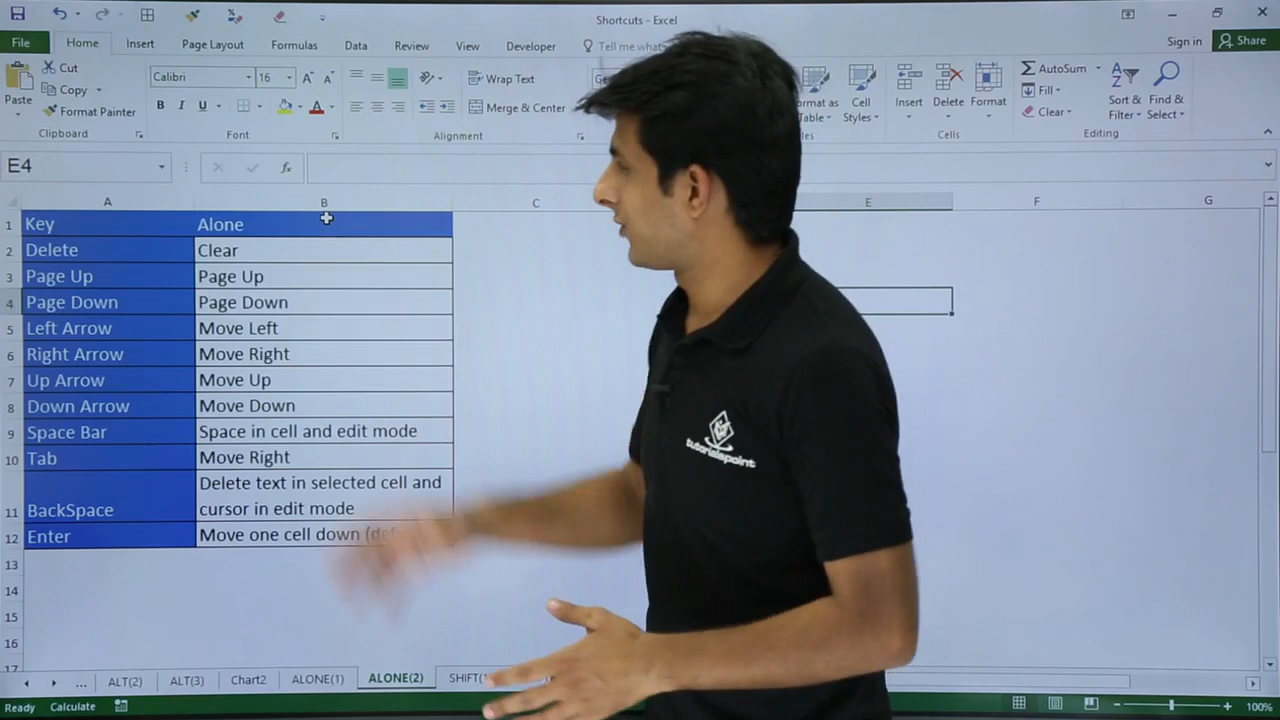 Shortcuts - Excel
File Home Insert Page Layout Formulas Data Review View Developer Tell me what
Sign in Share
Paste
Cut
Copy
Format Painter
Clipboard
Calibri 16
B I U
Font
Wrap Text
Merge & Center
Alignment
Table
Cell
Styles
Insert Delete Format
Cells
AutoSum
Fill
Clear
Sort &
Filter
Find &
Select
Editing
E4
fx
A B C E F G
1 Key Alone
2 Delete Clear
3 Page Up Page Up
4 Page Down Page Down
5 Left Arrow Move Left
6 Right Arrow Move Right
7 Up Arrow Move Up
8 Down Arrow Move Down
9 Space Bar Space in cell and edit mode
10 Tab Move Right
Delete text in selected cell and
11 BackSpace cursor in edit mode
12 Enter Move one cell down
13
14
15
16
17
tutorialspoint
... ALT(2) ALT(3) Chart2 ALONE(1) ALONE(2) SHIFT(
Ready Calculate 100%